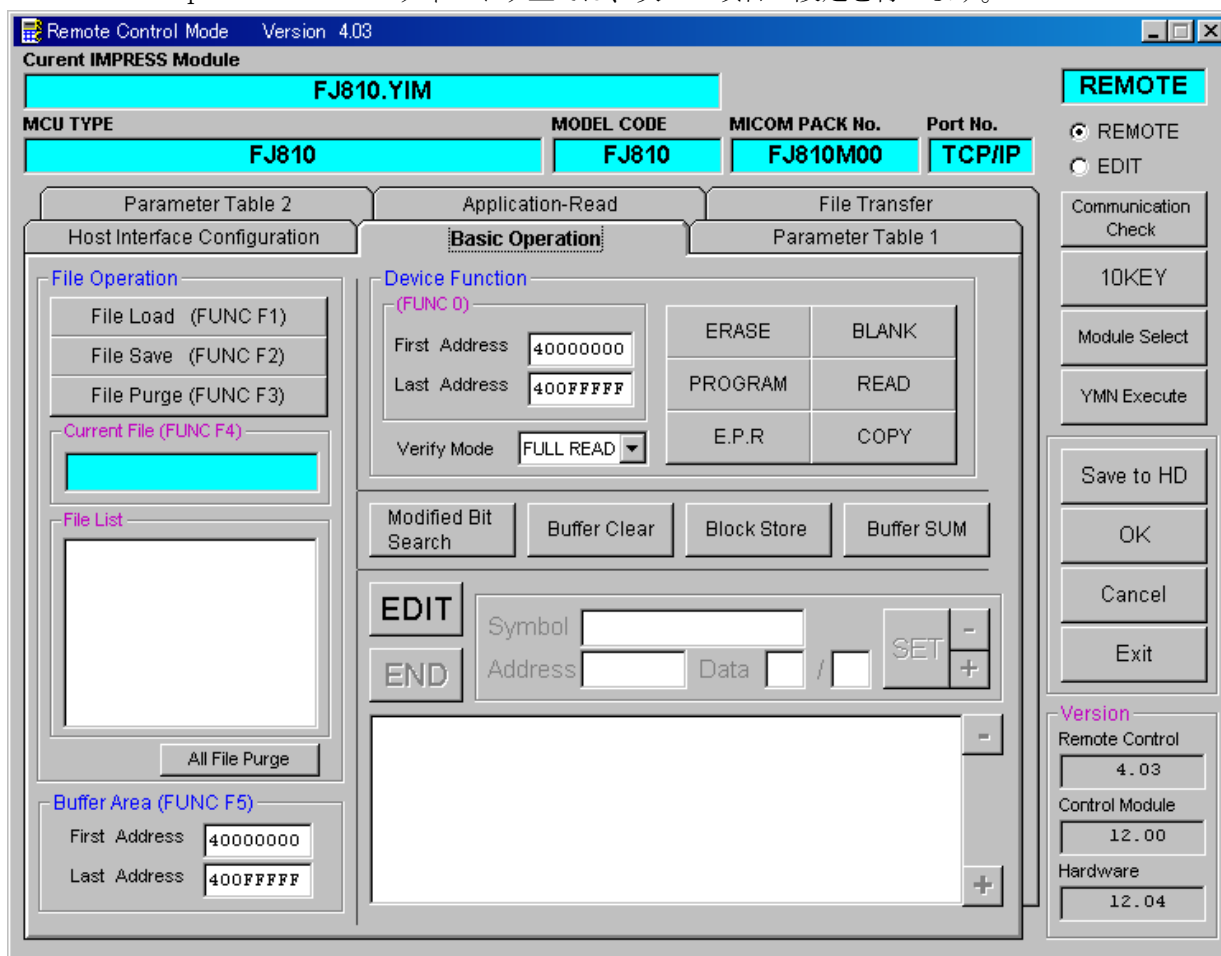 Remote Control Mode Version 4.03
Curent IMPRESS Module
FJ810.YIM
REMOTE
MCU TYPE
MODEL CODE
MICOM PACK No.
Port No.
FJ810
FJ810
FJ810M00
TCP/IP
REMOTE
EDIT
Parameter Table 2
Application-Read
File Transfer
Host Interface Configuration
Basic Operation
Parameter Table 1
File Operation
File Load (FUNC F1)
File Save (FUNC F2)
File Purge (FUNC F3)
Current File (FUNC F4)
File List
All File Purge
Buffer Area (FUNC F5)
First Address 40000000
Last Address 400FFFFF
Device Function
(FUNC 0)
First Address 40000000
Last Address 400FFFFF
Verify Mode FULL READ
ERASE
BLANK
PROGRAM
READ
E.P.R
COPY
Modified Bit
Search
Buffer Clear
Block Store
Buffer SUM
EDIT
END
Symbol
Address
Data /
SET
-
+
-
+
Communication
Check
10KEY
Module Select
YMN Execute
Save to HD
OK
Cancel
Exit
Version
Remote Control
4.03
Control Module
12.00
Hardware
12.04